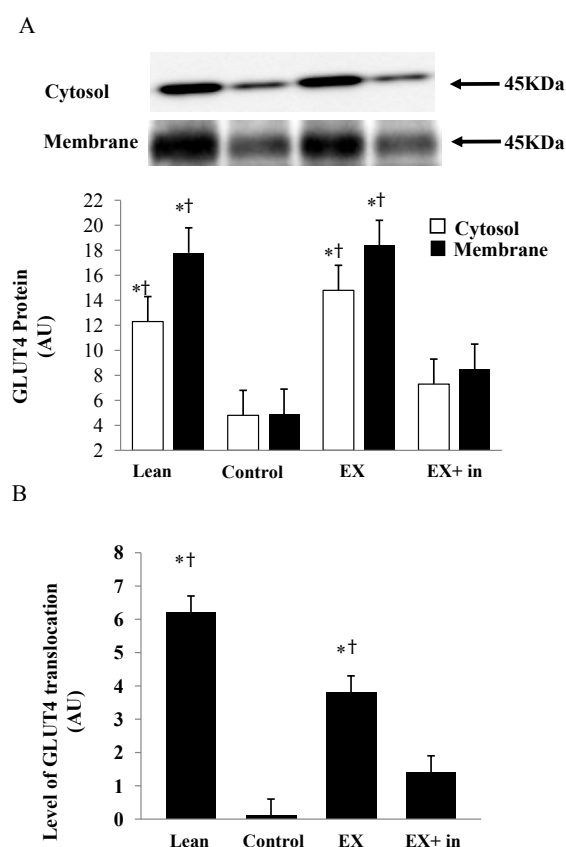 A
Cytosol
45KDa
Membrane
45KDa
22
20
18
16
14
12
10
8
6
4
2
GLUT4 Protein
(AU)
*†
*†
*†
*†
Cytosol
Membrane
Lean Control EX EX+ in
B
8
7
6
5
4
3
2
1
0
Level of GLUT4 translocation
(AU)
*†
*†
Lean Control EX EX+ in